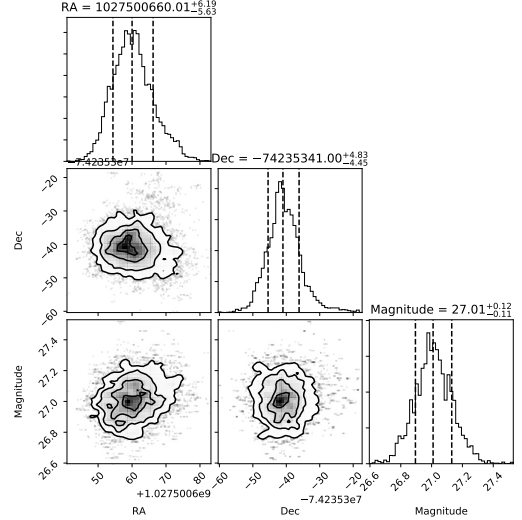 RA = 1027500660.01+6.19 −5.63
−7.42353e7
Dec = −74235341.00+4.83 −4.45
−20
−30
−40
−50
−60
Dec
Magnitude = 27.01+0.12 −0.11
27.4
27.2
27.0
26.8
26.6
Magnitude
50
60
70
80
+1.0275006e9
RA
−60
−50
−40
−30
−20
−7.42353e7
Dec
26.6
26.8
27.0
27.2
27.4
Magnitude